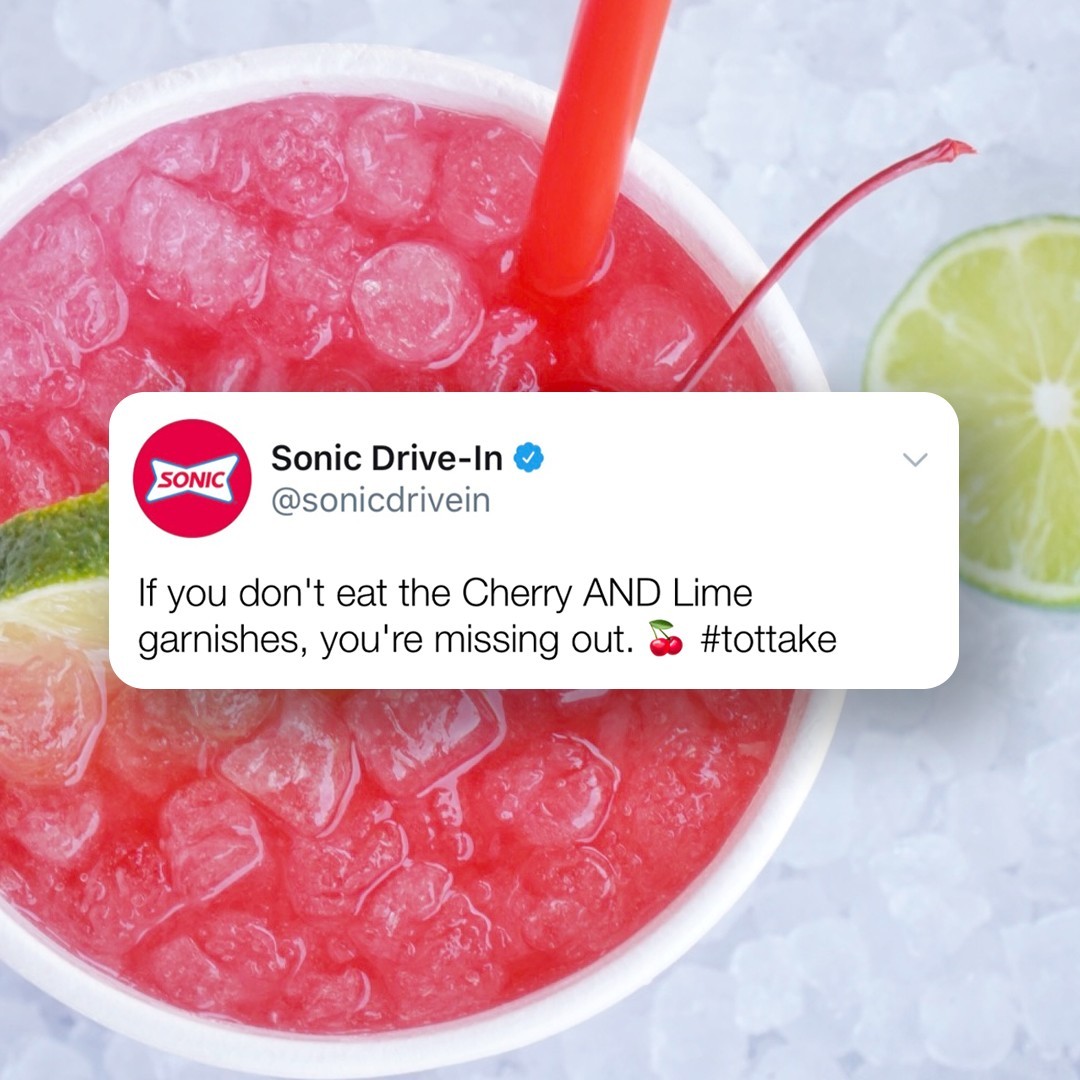 SONIC
Sonic Drive-In
@sonicdrivein
If you don't eat the Cherry AND Lime
garnishes, you're missing out. 🍒 #tottake